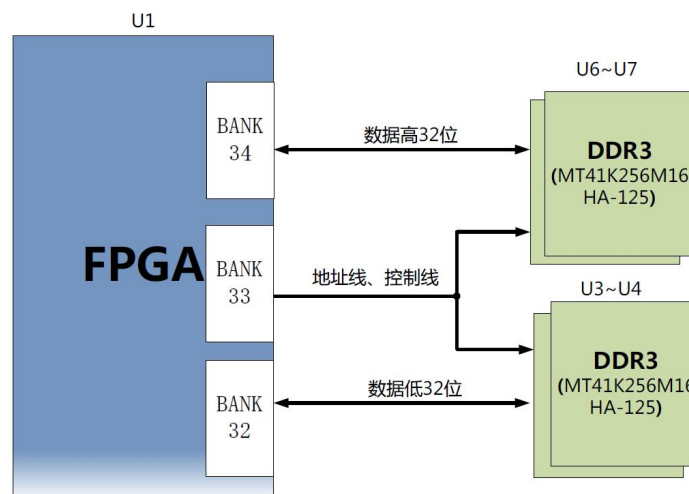 U1
U6~U7
BANK
34
数据高32位
DDR3
(MT41K256M16
HA-125)
FPGA
BANK
33
地址线、控制线
U3~U4
BANK
32
数据低32位
DDR3
(MT41K256M16
HA-125)